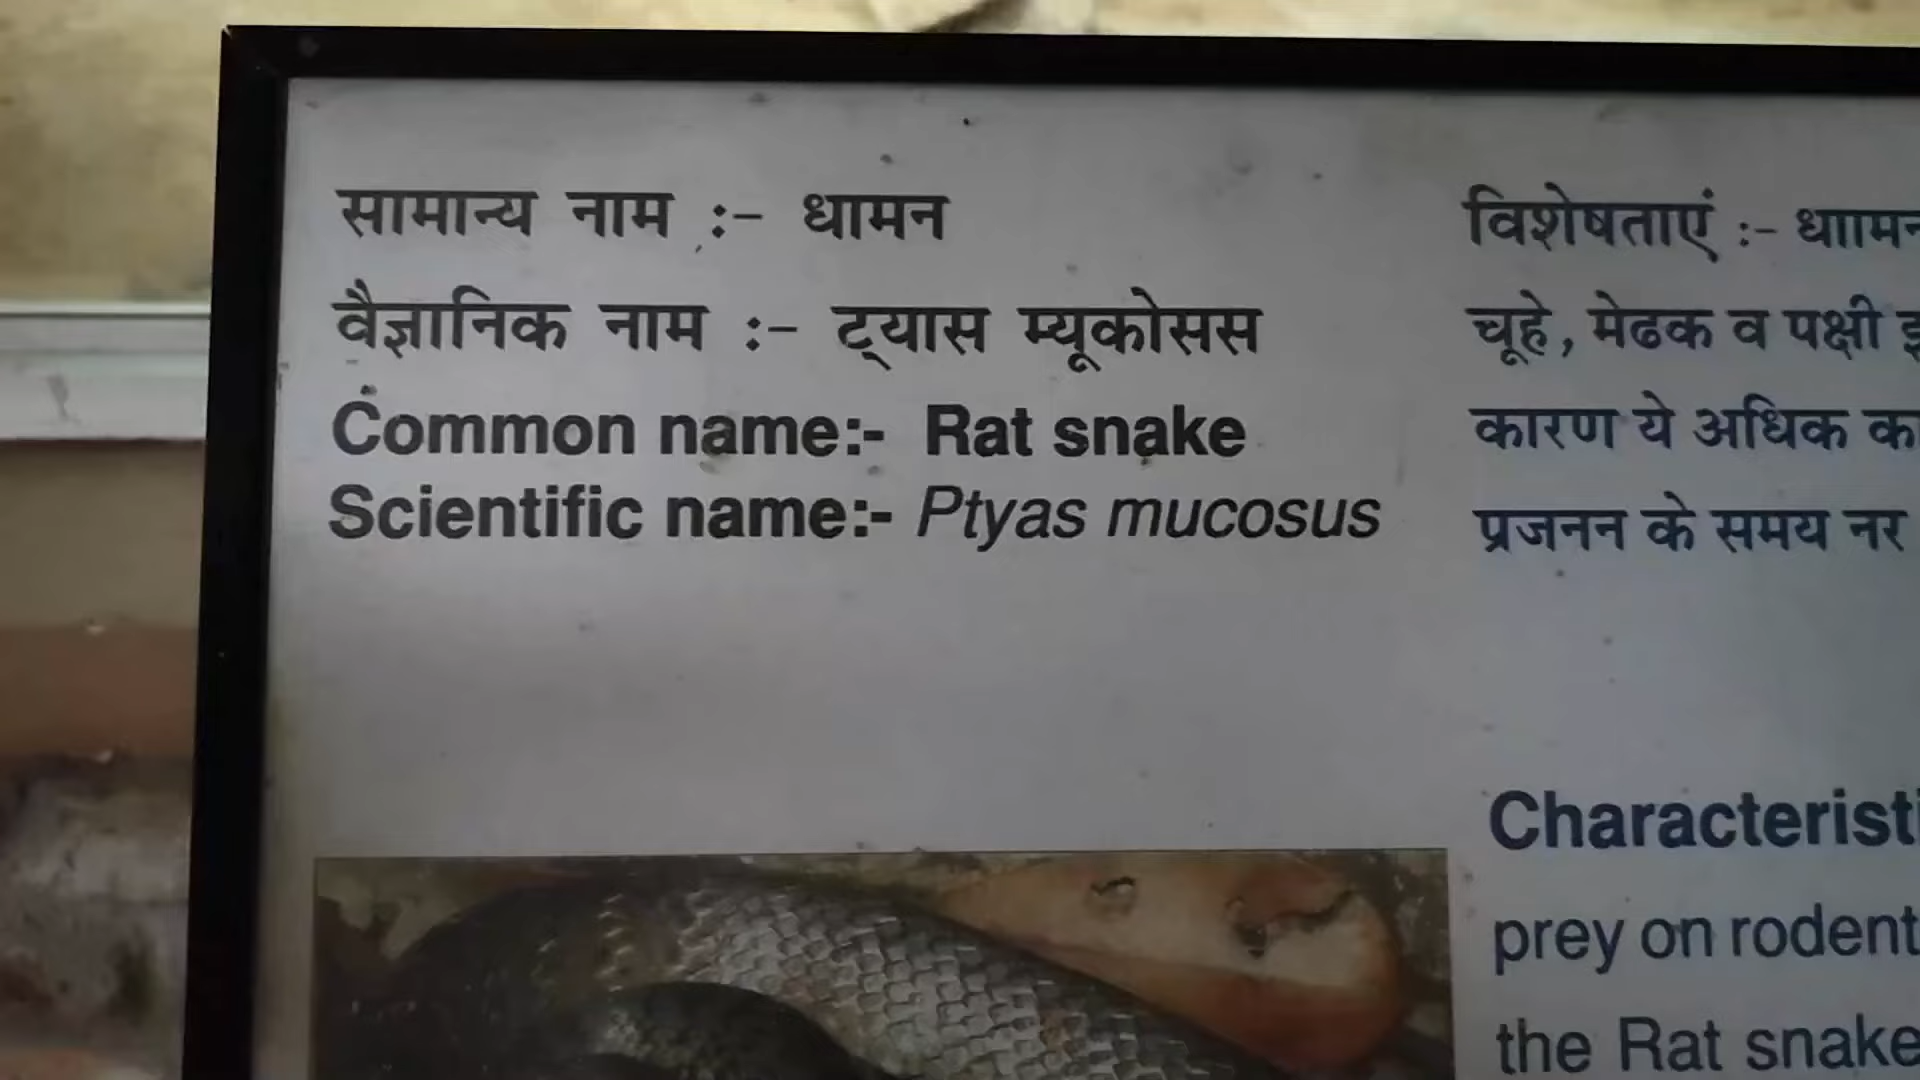 सामान्य नाम :- धामन
वैज्ञानिक नाम :- ट्यास म्यूकोसस
Common name:- Rat snake
Scientific name:- Ptyas mucosus
विशेषताएं :- धाामन
चूहे, मेढक व पक्षी
कारण ये अधिक
प्रजनन के समय नर
Characteristi
prey on rodent
the Rat snake